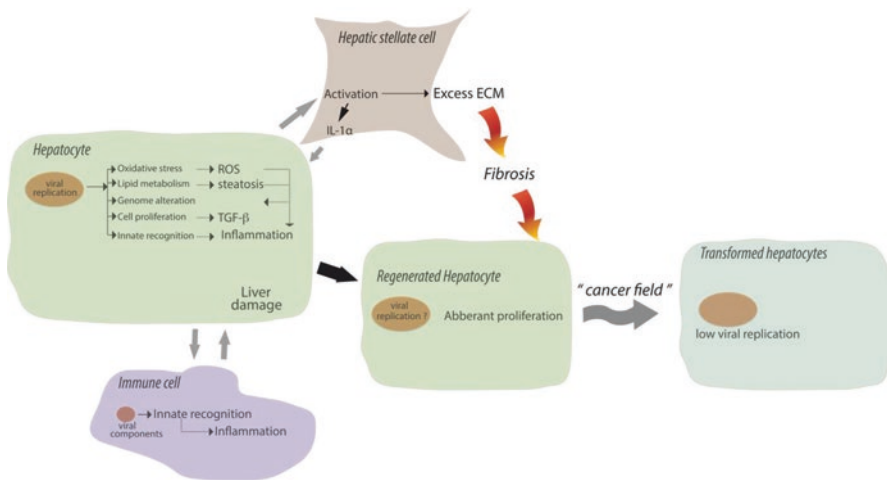 Hepatic stellate cell
Activation
Excess ECM
IL-1α
Fibrosis
Hepatocyte
viral
replication
Oxidative stress
ROS
Lipid metabolism
steatosis
Genome alteration
Cell proliferation
TGF-β
Innate recognition
Inflammation
Liver
damage
Regenerated Hepatocyte
viral
replication ?
Abberant proliferation
" cancer field "
Transformed hepatocytes
low viral replication
Immune cell
Innate recognition
viral
components
Inflammation